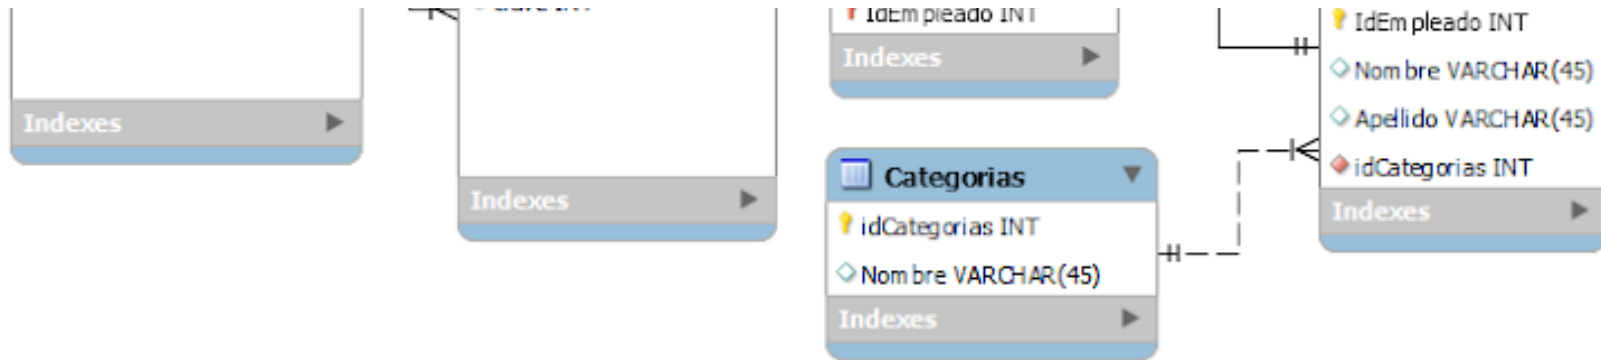 INT
IdEmpleado INT
Indexes
IdEmpleado INT
Nombre VARCHAR(45)
Apellido VARCHAR(45)
idCategorias INT
Indexes
Indexes
Indexes
Categorias
idCategorias INT
Nombre VARCHAR(45)
Indexes